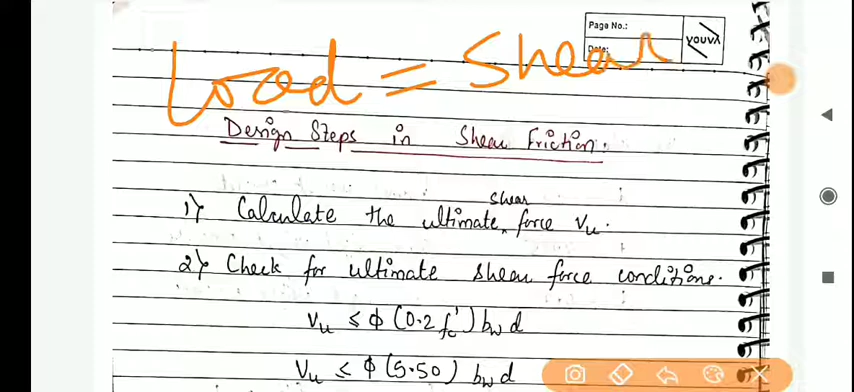 Page No.:
Date:
YOUVA
Load = Shear
Design Steps in Shear Friction.
shear
1) Calculate the ultimate force Vu.
2) Check for ultimate shear force conditions.
Vu ≤ ϕ (0.2 fc') bw d
Vu ≤ ϕ (5.50) bw d